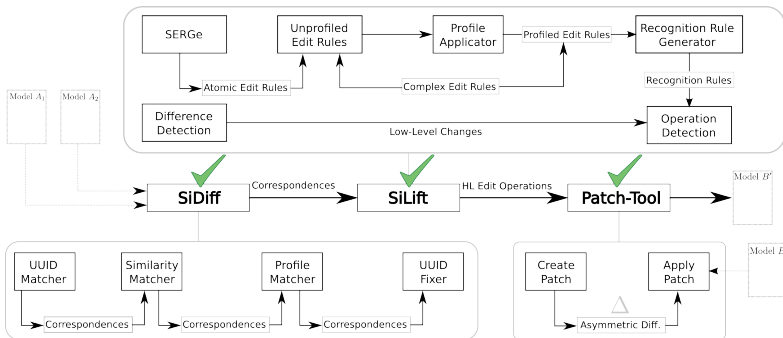 SERGe
Unprofiled
Edit Rules
Profile
Applicator
Profiled Edit Rules
Recognition Rule
Generator
Atomic Edit Rules
Complex Edit Rules
Recognition Rules
Model A1
Model A2
Difference
Detection
Low-Level Changes
Operation
Detection
SiDiff
Correspondences
SiLift
HL Edit Operations
Patch-Tool
Model B'
UUID
Matcher
Similarity
Matcher
Profile
Matcher
UUID
Fixer
Correspondences
Correspondences
Correspondences
Create
Patch
Apply
Patch
Δ
Asymmetric Diff.
Model B